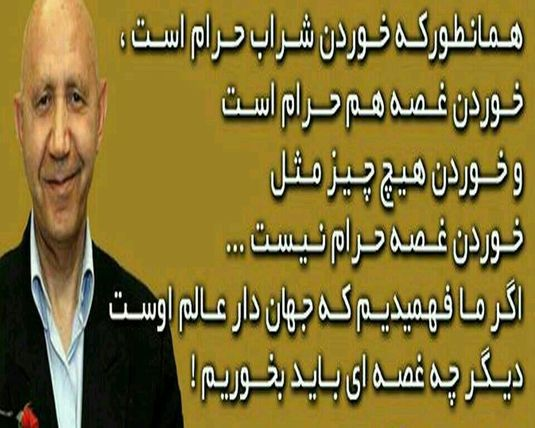 همانطورکه خوردن شراب حرام است ،
خوردن غصه هم حرام است
و خوردن هیچ چیز مثل
خوردن غصه حرام نیست ...
اگر ما فهمیدیم که جهان دار عالم اوست
دیگر چه غصه ای باید بخوریم !